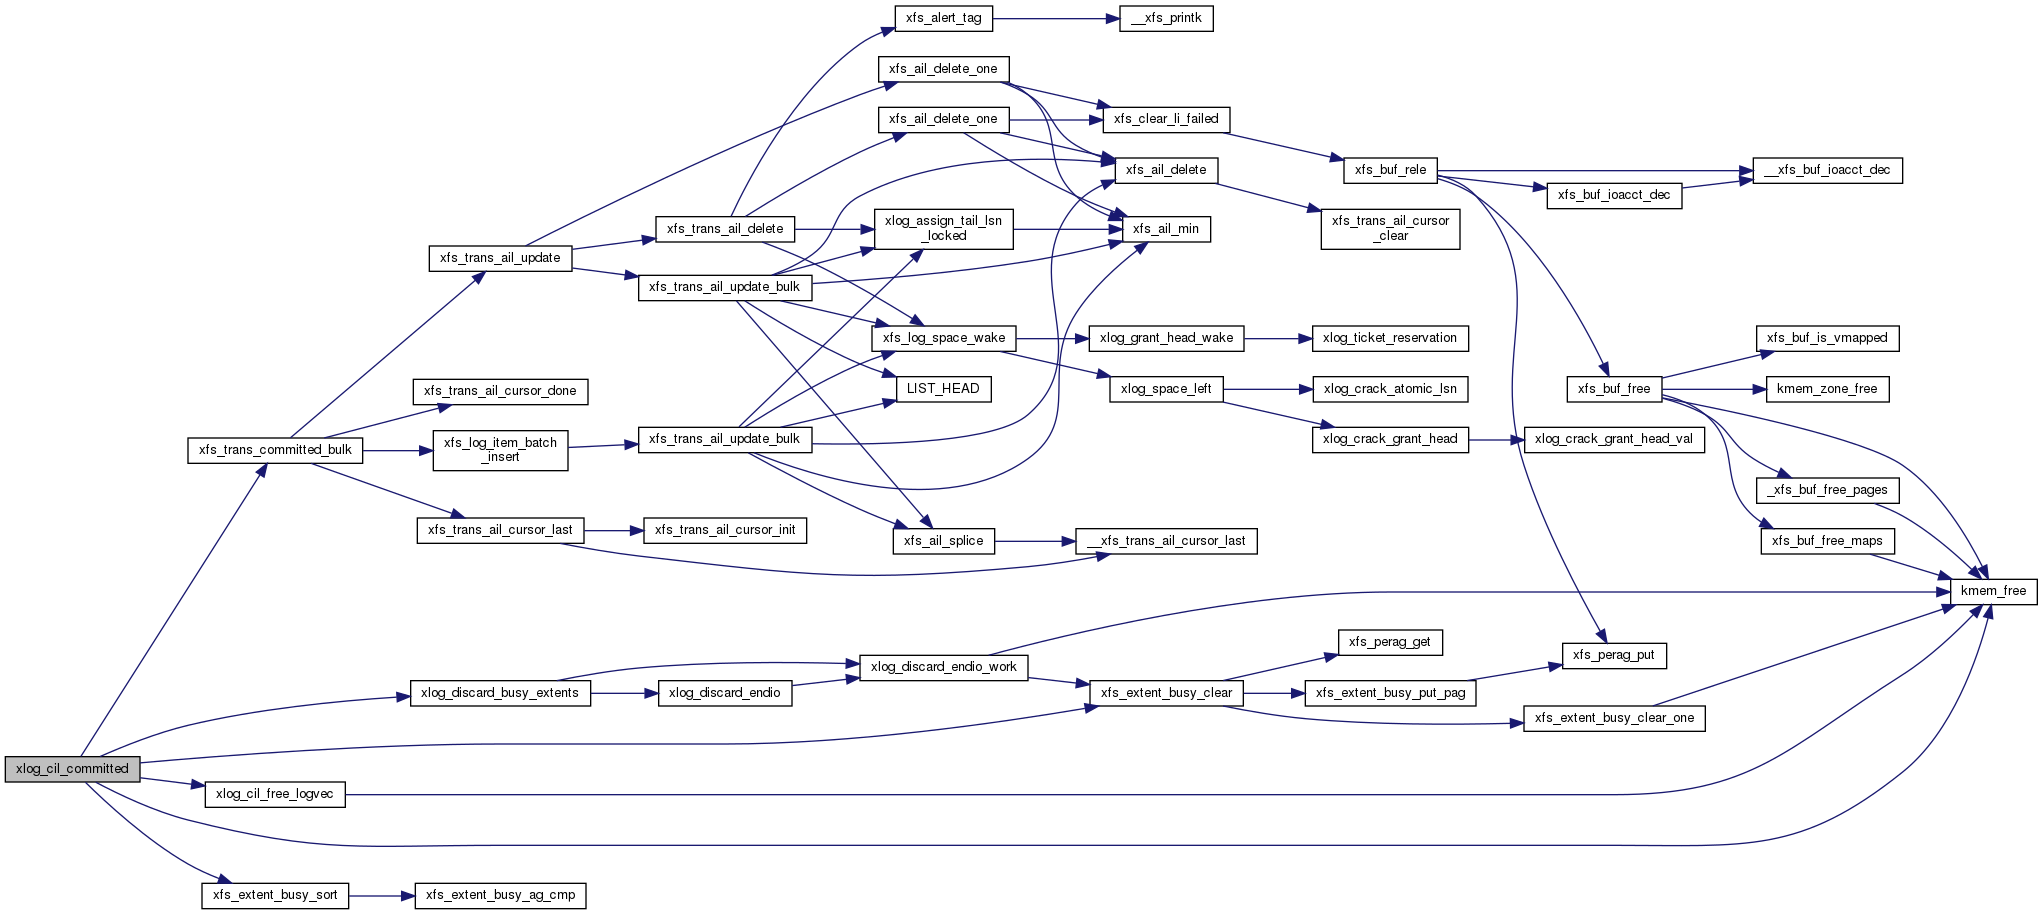 xfs_alert_tag
__xfs_printk
xfs_ail_delete_one
xfs_ail_delete_one
xfs_clear_li_failed
xfs_ail_delete
xfs_buf_rele
__xfs_buf_ioacct_dec
xfs_buf_ioacct_dec
xfs_trans_ail_delete
xlog_assign_tail_lsn
_locked
xfs_ail_min
xfs_trans_ail_cursor
_clear
xfs_trans_ail_update
xfs_trans_ail_update_bulk
xfs_log_space_wake
xlog_grant_head_wake
xlog_ticket_reservation
xfs_buf_is_vmapped
xfs_trans_ail_cursor_done
LIST_HEAD
xlog_space_left
xlog_crack_atomic_lsn
xfs_buf_free
kmem_zone_free
xfs_trans_committed_bulk
xfs_log_item_batch
_insert
xfs_trans_ail_update_bulk
xlog_crack_grant_head
xlog_crack_grant_head_val
_xfs_buf_free_pages
xfs_trans_ail_cursor_last
xfs_trans_ail_cursor_init
xfs_ail_splice
__xfs_trans_ail_cursor_last
xfs_buf_free_maps
kmem_free
xfs_perag_get
xfs_perag_put
xlog_discard_endio_work
xlog_discard_busy_extents
xlog_discard_endio
xfs_extent_busy_clear
xfs_extent_busy_put_pag
xfs_extent_busy_clear_one
xlog_cil_committed
xlog_cil_free_logvec
xfs_extent_busy_sort
xfs_extent_busy_ag_cmp